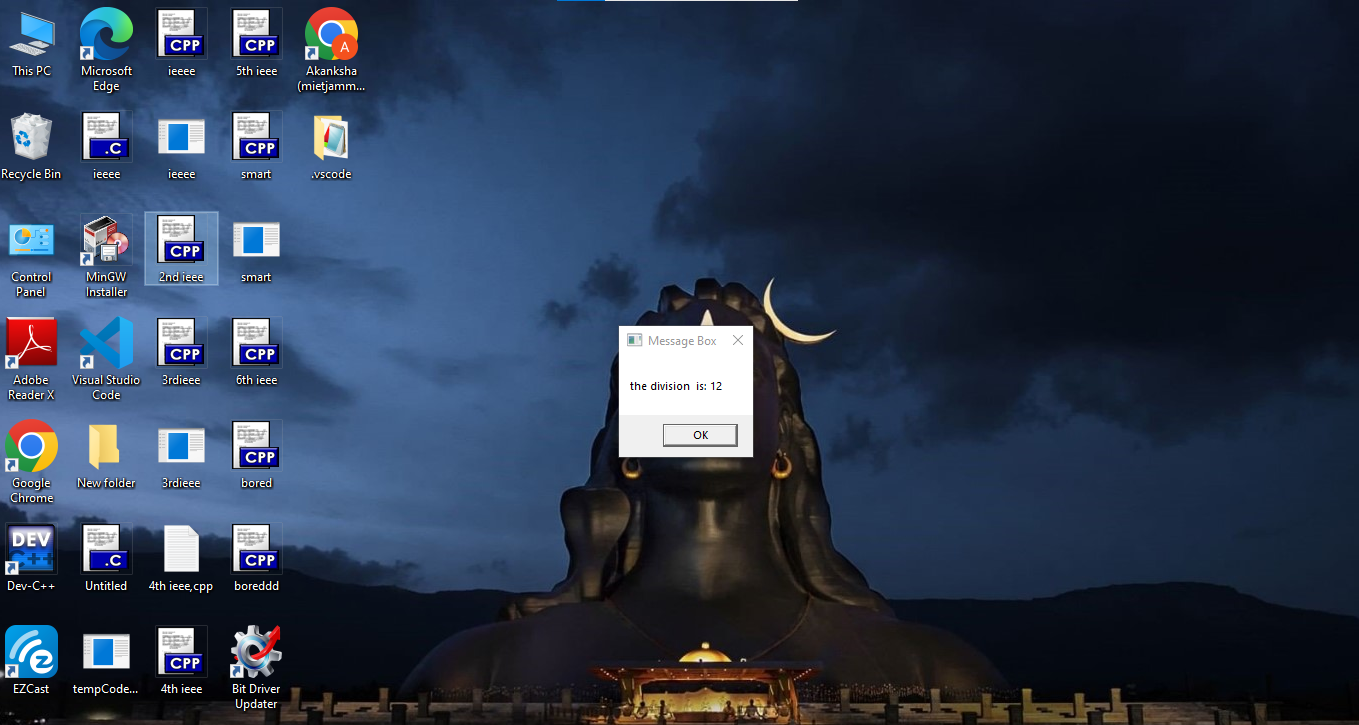 This PC
Microsoft
Edge
ieeee
5th ieee
Akanksha
(mietjamm...
Recycle Bin
ieeee
ieeee
smart
.vscode
Control
Panel
MinGW
Installer
2nd ieee
smart
Adobe
Reader X
Visual Studio
Code
3rdieee
6th ieee
Google
Chrome
New folder
3rdieee
bored
Dev-C++
Untitled
4th ieee,cpp
boreddd
EZCast
tempCode...
4th ieee
Bit Driver
Updater
CPP
CPP
A
.C
CPP
CPP
CPP
CPP
CPP
DEV
C++
.C
CPP
CPP
Message Box
the division  is: 12
OK